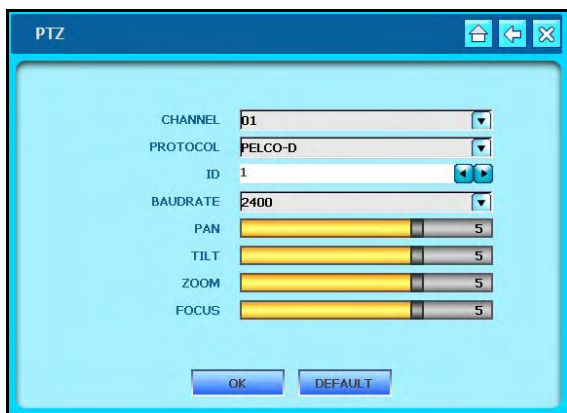 PTZ
CHANNEL 01
PROTOCOL PELCO-D
ID 1
BAUDRATE 2400
PAN 5
TILT 5
ZOOM 5
FOCUS 5
OK DEFAULT